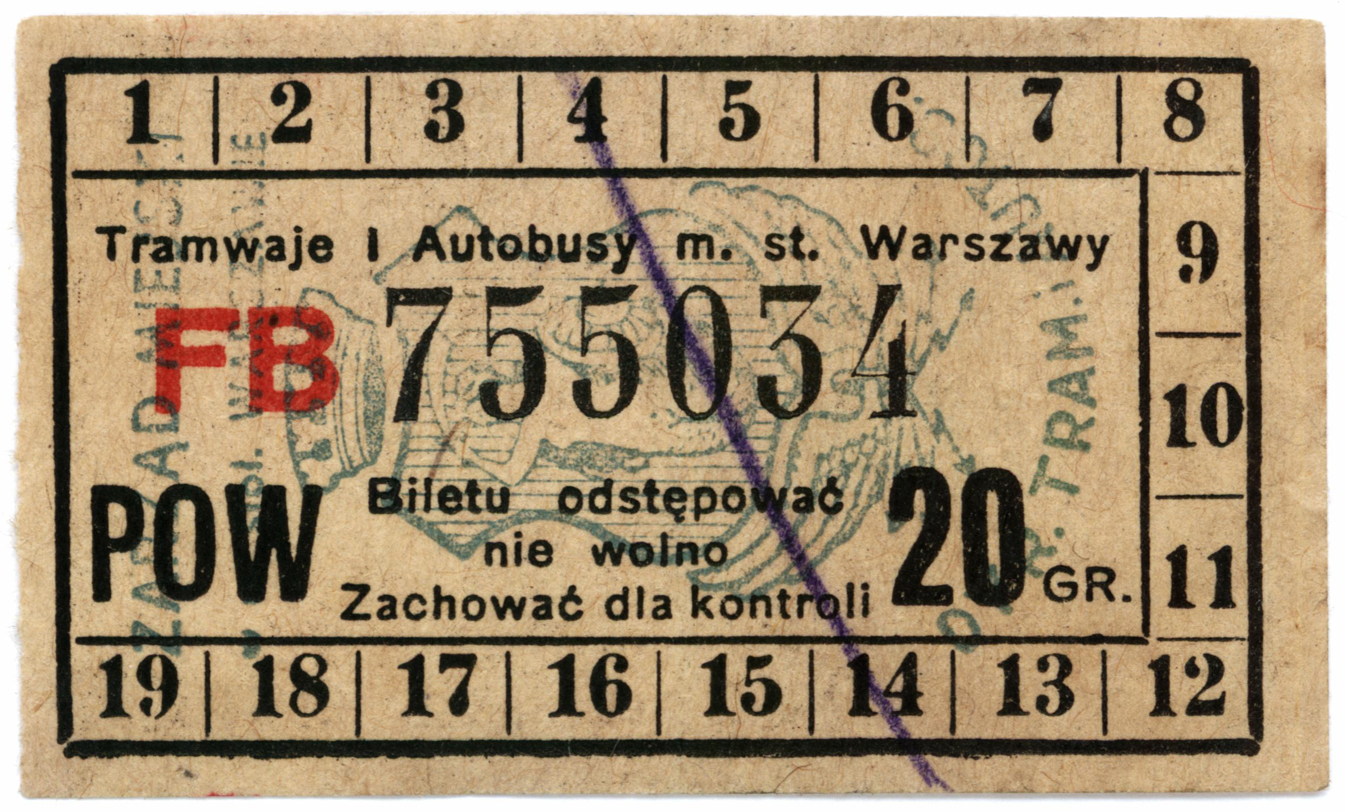 1 2 3 4 5 6 7 8
Tramwaje i Autobusy m. st. Warszawy
9
FB 755034
10
POW
Biletu odstępować
nie wolno
Zachować dla kontroli
20 GR.
11
19 18 17 16 15 14 13 12